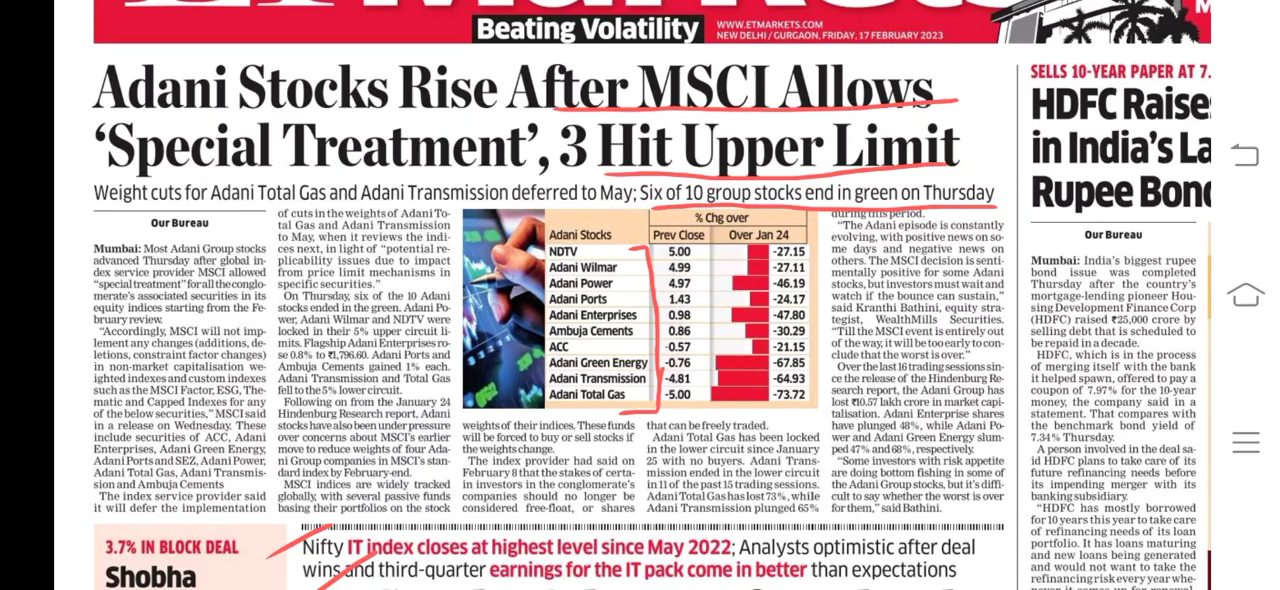 Beating Volatility
WWW.ETMARKETS.COM
NEW DELHI / GURGAON, FRIDAY, 17 FEBRUARY 2023
Adani Stocks Rise After MSCI Allows
‘Special Treatment’, 3 Hit Upper Limit
Weight cuts for Adani Total Gas and Adani Transmission deferred to May; Six of 10 group stocks end in green on Thursday
Our Bureau
Mumbai: Most Adani Group stocks
advanced Thursday after global in-
dex service provider MSCI allowed
“special treatment” for all the conglo-
merate’s associated securities in its
equity indices starting from the Fe-
bruary review.
“Accordingly, MSCI will not imp-
lement any changes (additions, de-
letions, constraint factor changes)
in non-market capitalisation we-
ighted indexes and custom indexes
such as the MSCI Factor, ESG, The-
matic and Capped Indexes for any
of the below securities,” MSCI said
in a release on Wednesday. These
include securities of ACC, Adani
Enterprises, Adani Green Energy,
Adani Ports and SEZ, Adani Power,
Adani Total Gas, Adani Transmis-
sion and Ambuja Cements
The index service provider said
it will defer the implementation
of cuts in the weights of Adani To-
tal Gas and Adani Transmission
to May, when it reviews the indi-
ces next, in light of “potential re-
plicability issues due to impact
from price limit mechanisms in
specific securities.”
On Thursday, six of the 10 Adani
stocks ended in the green. Adani Po-
wer, Adani Wilmar and NDTV were
locked in their 5% upper circuit li-
mits. Flagship Adani Enterprises ro-
se 0.8% to ₹1,796.60. Adani Ports and
Ambuja Cements gained 1% each.
Adani Transmission and Total Gas
fell to the 5% lower circuit.
Following on from the January 24
Hindenburg Research report, Adani
stocks have also been under pressure
over concerns about MSCI’s earlier
move to reduce weights of four Ada-
ni Group companies in MSCI’s stan-
dard index by February-end.
MSCI indices are widely tracked
globally, with several passive funds
basing their portfolios on the stock
% Chg over
Adani Stocks Prev Close Over Jan 24
NDTV 5.00 -27.15
Adani Wilmar 4.99 -27.11
Adani Power 4.97 -46.19
Adani Ports 1.43 -24.17
Adani Enterprises 0.98 -47.80
Ambuja Cements 0.86 -30.29
ACC -0.57 -21.15
Adani Green Energy -0.76 -67.85
Adani Transmission -4.81 -64.93
Adani Total Gas -5.00 -73.72
weights of their indices. These funds
will be forced to buy or sell stocks if
the weights change.
The index provider had said on
February 8 that the stakes of certa-
in investors in the conglomerate’s
companies should no longer be
considered free-float, or shares
that can be freely traded.
Adani Total Gas has been locked
in the lower circuit since January
25 with no buyers. Adani Trans-
mission ended in the lower circuit
in 11 of the past 15 trading sessions.
Adani Total Gas has lost 73%, while
Adani Transmission plunged 65%
during this period.
“The Adani episode is constantly
evolving, with positive news on so-
me days and negative news on
others. The MSCI decision is senti-
mentally positive for some Adani
stocks, but investors must wait and
watch if the bounce can sustain,”
said Kranthi Bathini, equity stra-
tegist, WealthMills Securities.
“Till the MSCI event is entirely out
of the way, it will be too early to con-
clude that the worst is over.”
Over the last 16 trading sessions sin-
ce the release of the Hindenburg Re-
search report, the Adani Group has
lost ₹10.57 lakh crore in market capi-
talisation. Adani Enterprise shares
have plunged 48%, while Adani Po-
wer and Adani Green Energy slum-
ped 47% and 68%, respectively.
“Some investors with risk appetite
are doing bottom fishing in some of
the Adani Group stocks, but it’s diffi-
cult to say whether the worst is over
for them,” said Bathini.
SELLS 10-YEAR PAPER AT 7.
HDFC Raise
in India’s La
Rupee Bond
Our Bureau
Mumbai: India’s biggest rupee
bond issue was completed
Thursday after the country’s
mortgage-lending pioneer Hou-
sing Development Finance Corp
(HDFC) raised ₹25,000 crore by
selling debt that is scheduled to
be repaid in a decade.
HDFC, which is in the process
of merging itself with the bank
it helped spawn, offered to pay a
coupon of 7.97% for the 10-year
money, the company said in a
statement. That compares with
the benchmark bond yield of
7.34% Thursday.
A person involved in the deal sa-
id HDFC plans to take care of its
future refinancing needs before
its impending merger with its
banking subsidiary.
“HDFC has mostly borrowed
for 10 years this year to take care
of refinancing needs of its loan
portfolio. It has loans maturing
and new loans being generated
and would not want to take the
refinancing risk every year whe-
3.7% IN BLOCK DEAL
Shobha
Nifty IT index closes at highest level since May 2022; Analysts optimistic after deal
wins and third-quarter earnings for the IT pack come in better than expectations